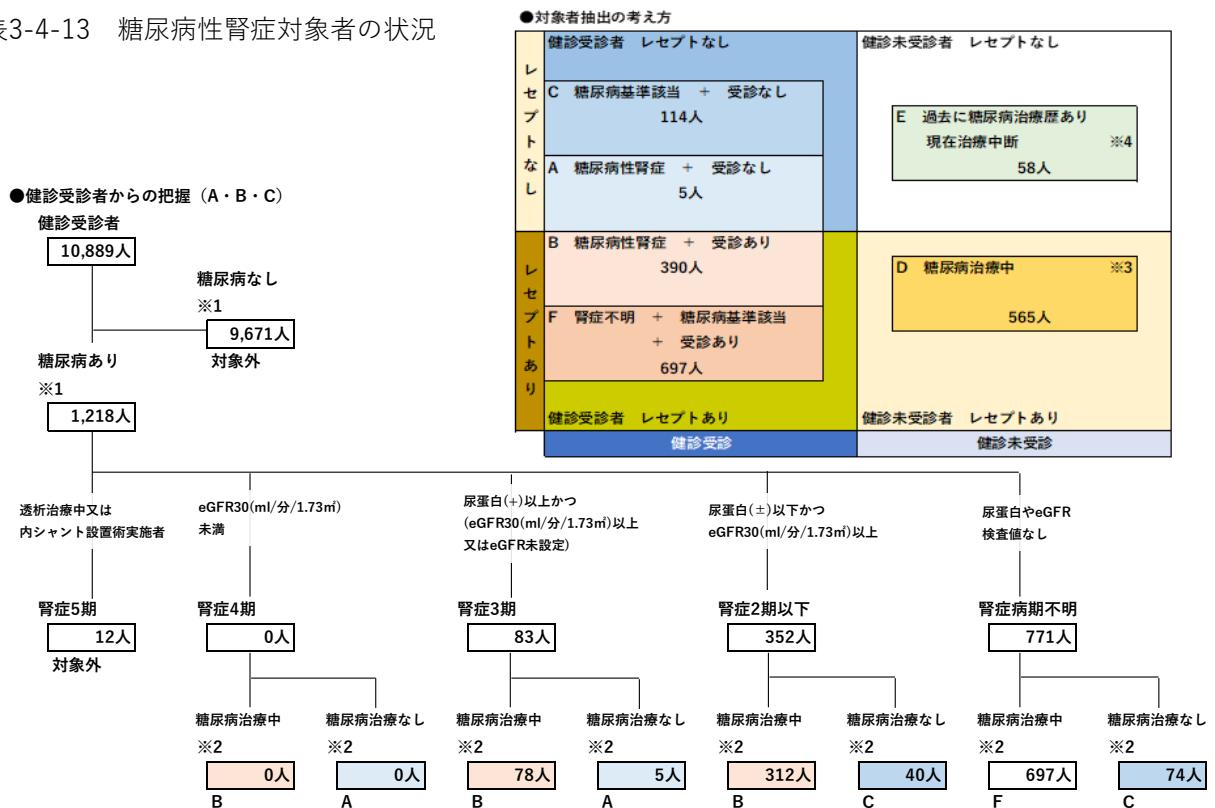 表3-4-13 糖尿病性腎症対象者の状況
●対象者抽出の考え方
健診受診者 レセプトなし
健診未受診者 レセプトなし
レセプトなし
C 糖尿病基準該当 + 受診なし
114人
E 過去に糖尿病治療歴あり
現在治療中断 ※4
58人
A 糖尿病性腎症 + 受診なし
5人
レセプトあり
B 糖尿病性腎症 + 受診あり
390人
D 糖尿病治療中 ※3
565人
F 腎症不明 + 糖尿病基準該当
+ 受診あり
697人
健診受診者 レセプトあり
健診未受診者 レセプトあり
健診受診
健診未受診
●健診受診者からの把握（A・B・C）
健診受診者
10,889人
糖尿病なし
※1
9,671人
対象外
糖尿病あり
※1
1,218人
透析治療中又は
内シャント設置術実施者
eGFR30(ml/分/1.73㎡)
未満
尿蛋白(+)以上かつ
(eGFR30(ml/分/1.73㎡)以上
又はeGFR未設定)
尿蛋白(±)以下かつ
eGFR30(ml/分/1.73㎡)以上
尿蛋白やeGFR
検査値なし
腎症5期
12人
対象外
腎症4期
0人
腎症3期
83人
腎症2期以下
352人
腎症病期不明
771人
糖尿病治療中
※2
0人
B
糖尿病治療なし
※2
0人
A
糖尿病治療中
※2
78人
B
糖尿病治療なし
※2
5人
A
糖尿病治療中
※2
312人
B
糖尿病治療なし
※2
40人
C
糖尿病治療中
※2
697人
F
糖尿病治療なし
※2
74人
C